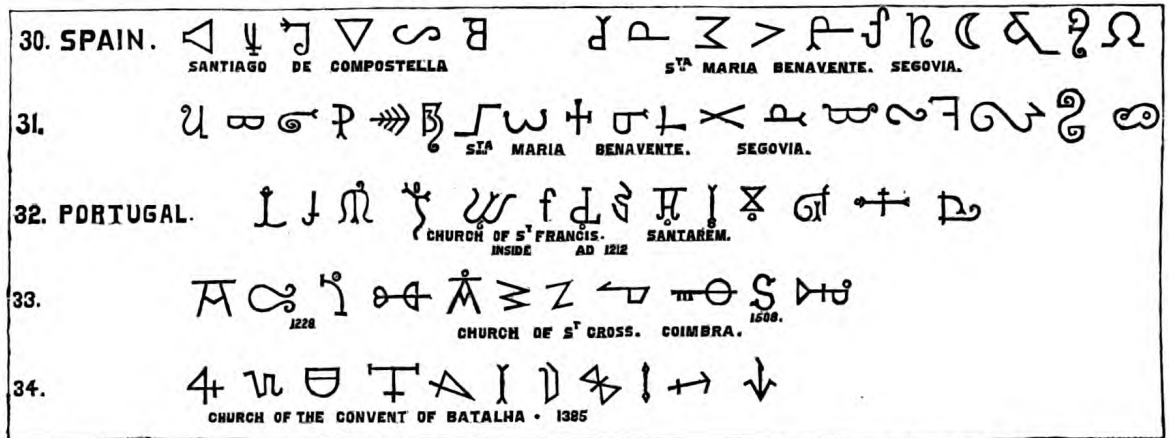 30. SPAIN.
SANTIAGO DE COMPOSTELLA STA MARIA BENAVENTE. SEGOVIA.
31.
STA MARIA BENAVENTE. SEGOVIA.
32. PORTUGAL.
CHURCH OF ST FRANCIS. SANTAREM.
INSIDE AD 1212
33.
1228 1508.
CHURCH OF ST CROSS. COIMBRA.
34.
CHURCH OF THE CONVENT OF BATALHA · 1385